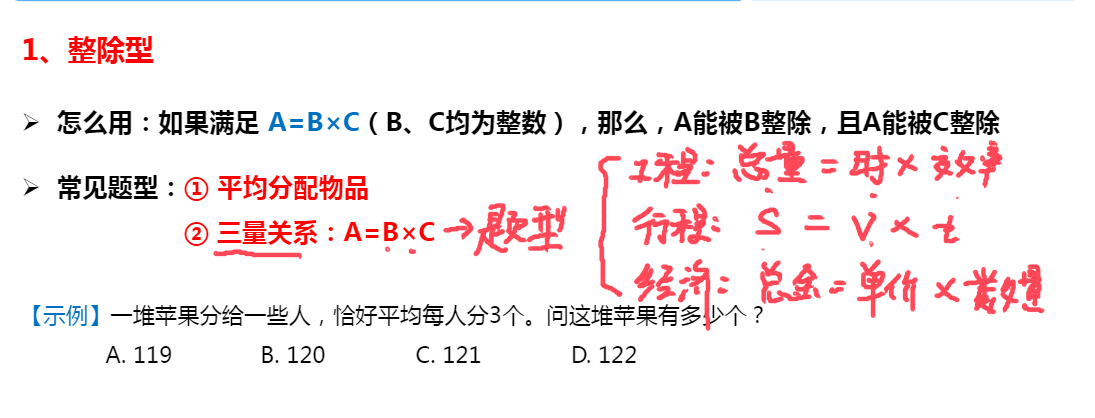 1、整除型
➢ 怎么用：如果满足 A=B×C（B、C均为整数），那么，A能被B整除，且A能被C整除
➢ 常见题型：① 平均分配物品
工程: 总量 = 时 × 效率
② 三量关系：A=B×C → 题型
行程: S = V × t
经济: 总金 = 单价 × 数量
【示例】一堆苹果分给一些人，恰好平均每人分3个。问这堆苹果有多少个？
A. 119 B. 120 C. 121 D. 122